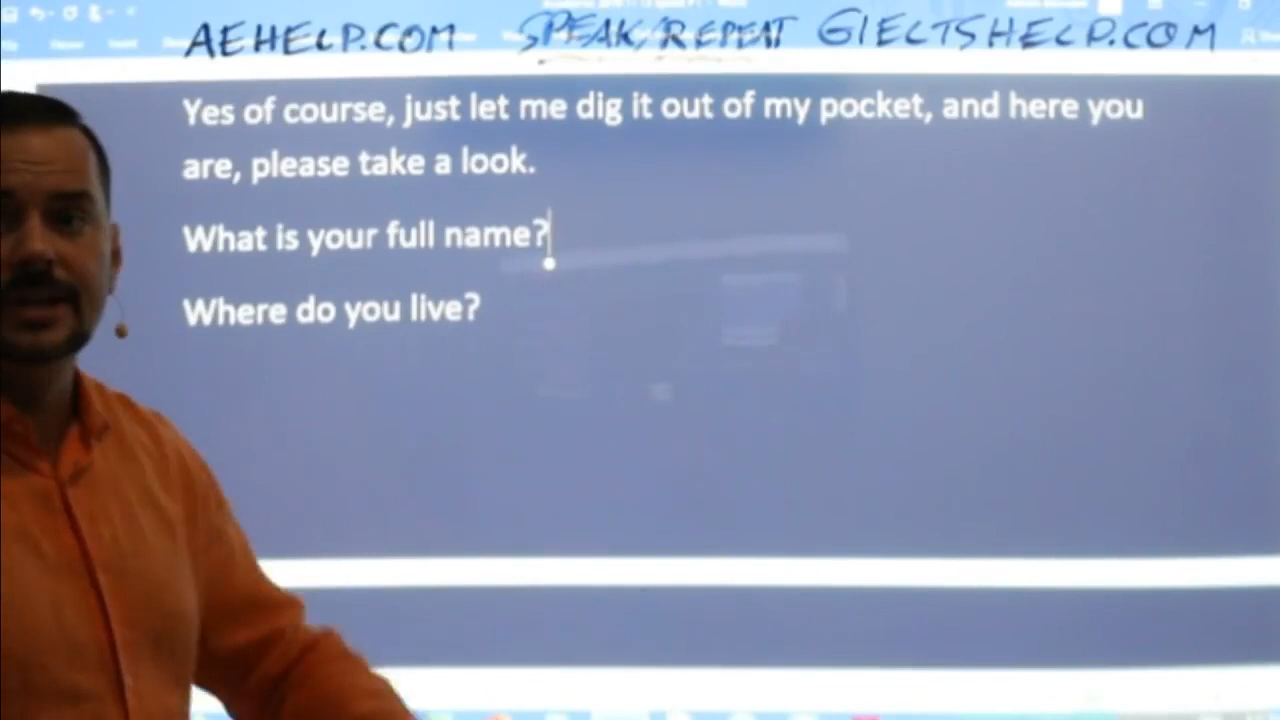 AEHELP.COM SPEAK/REPEAT GIELTSHELP.COM
Yes of course, just let me dig it out of my pocket, and here you
are, please take a look.
What is your full name?
Where do you live?